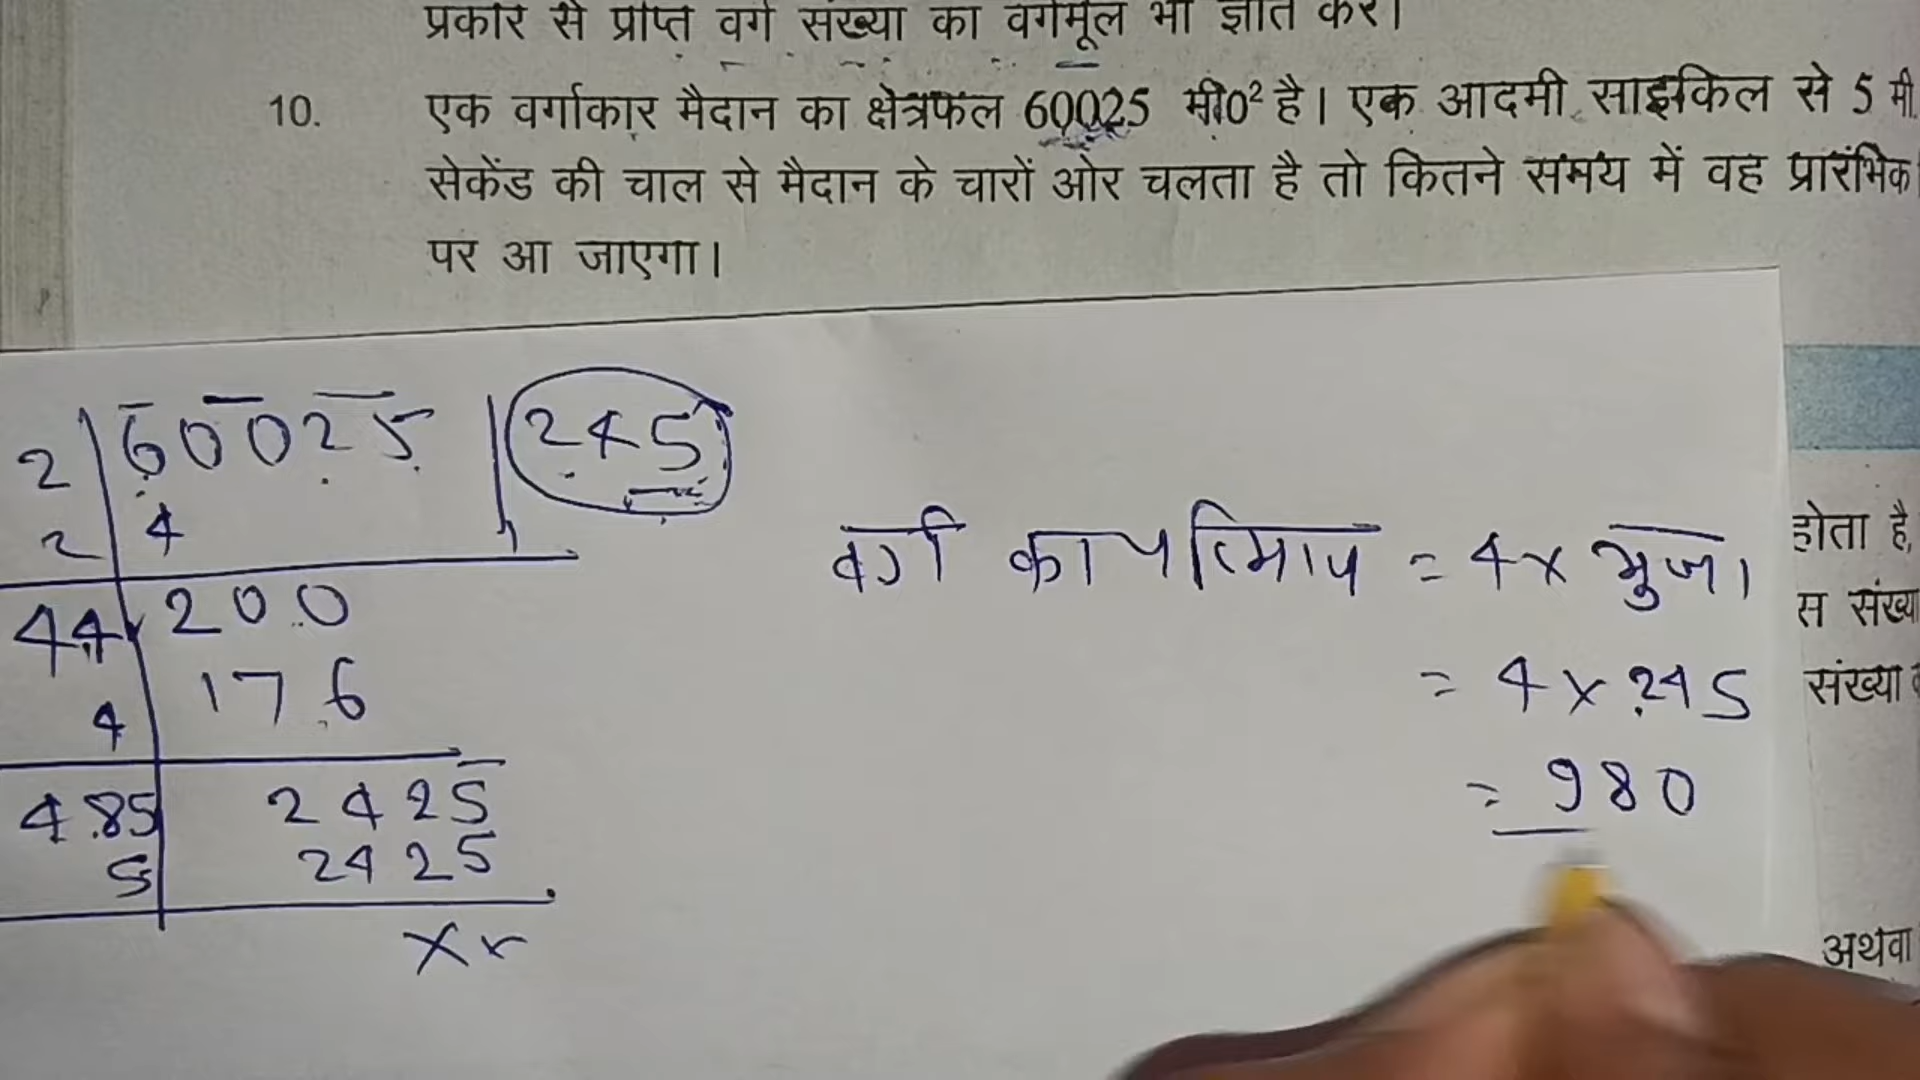 प्रकार से प्राप्त वर्ग संख्या का वर्गमूल भी ज्ञात करें।
10. एक वर्गाकार मैदान का क्षेत्रफल 60025 मी0² है। एक आदमी साइकिल से 5 मी.
सेकेंड की चाल से मैदान के चारों ओर चलता है तो कितने समय में वह प्रारंभिक
पर आ जाएगा।
2 60025 245
2 4
44 200
4 176
485 2425
5 2425
xx
वर्ग का परिमाप = 4x भुजा
= 4 x 245
= 980
होता है,
स संख्या
संख्या
अथवा